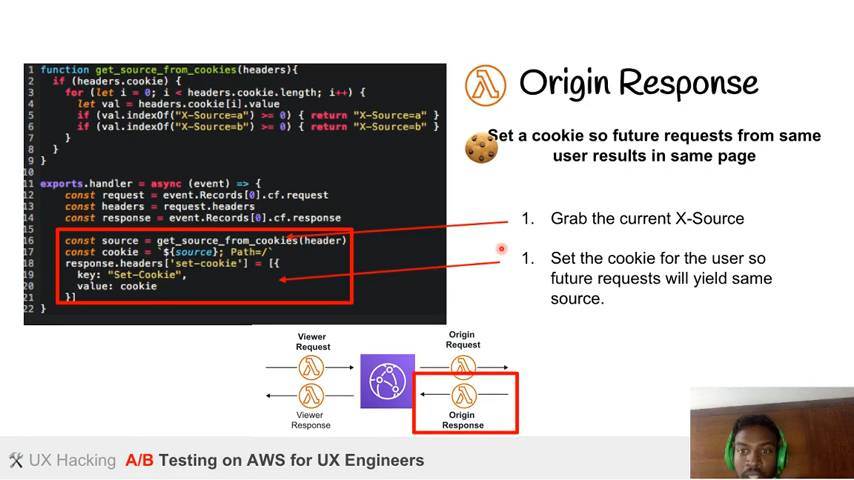 1 function get_source_from_cookies(headers){
2 if (headers.cookie) {
3 for (let i = 0; i < headers.cookie.length; i++) {
4 let val = headers.cookie[i].value
5 if (val.indexOf("X-Source=a") >= 0) { return "X-Source=a" }
6 if (val.indexOf("X-Source=b") >= 0) { return "X-Source=b" }
7 }
8 }
9 }
10
11 exports.handler = async (event) => {
12 const request = event.Records[0].cf.request
13 const headers = request.headers
14 const response = event.Records[0].cf.response
15
16 const source = get_source_from_cookies(header)
17 const cookie = `${source}; Path=/`
18 response.headers['set-cookie'] = [{
19 key: "Set-Cookie",
20 value: cookie
21 }]
22 }
Origin Response
Set a cookie so future requests from same
user results in same page
1. Grab the current X-Source
1. Set the cookie for the user so
future requests will yield same
source.
Viewer
Request
Origin
Request
Viewer
Response
Origin
Response
UX Hacking A/B Testing on AWS for UX Engineers